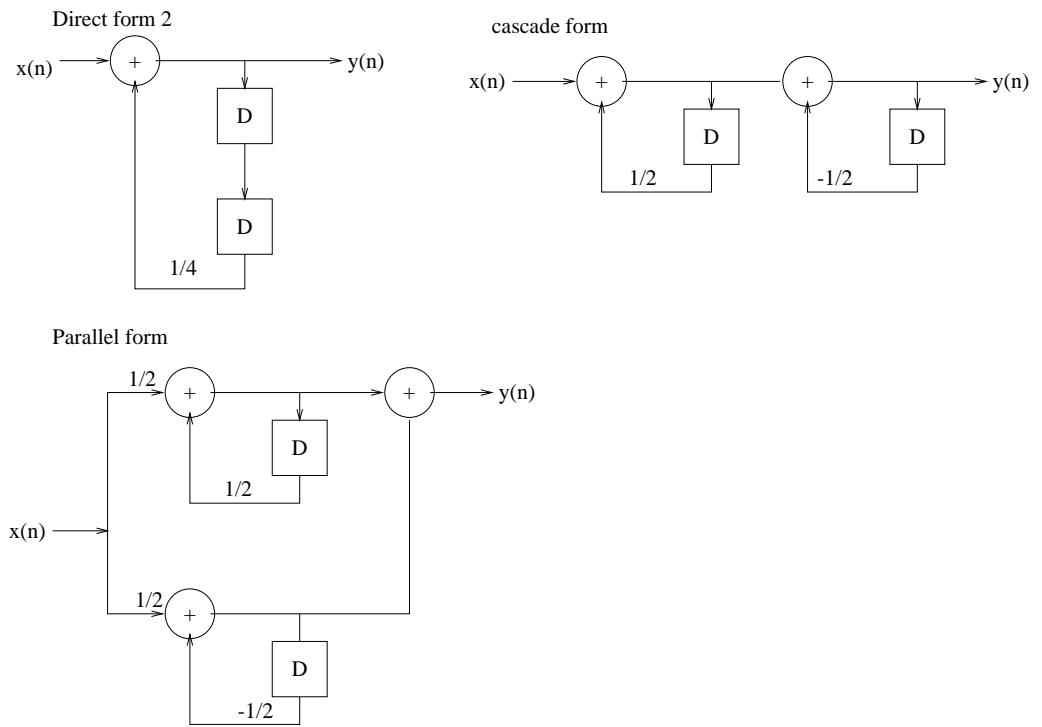 Direct form 2
x(n)
+
y(n)
D
D
1/4
cascade form
x(n)
+
+
y(n)
D
D
1/2
-1/2
Parallel form
1/2
+
+
y(n)
D
1/2
x(n)
1/2
+
D
-1/2